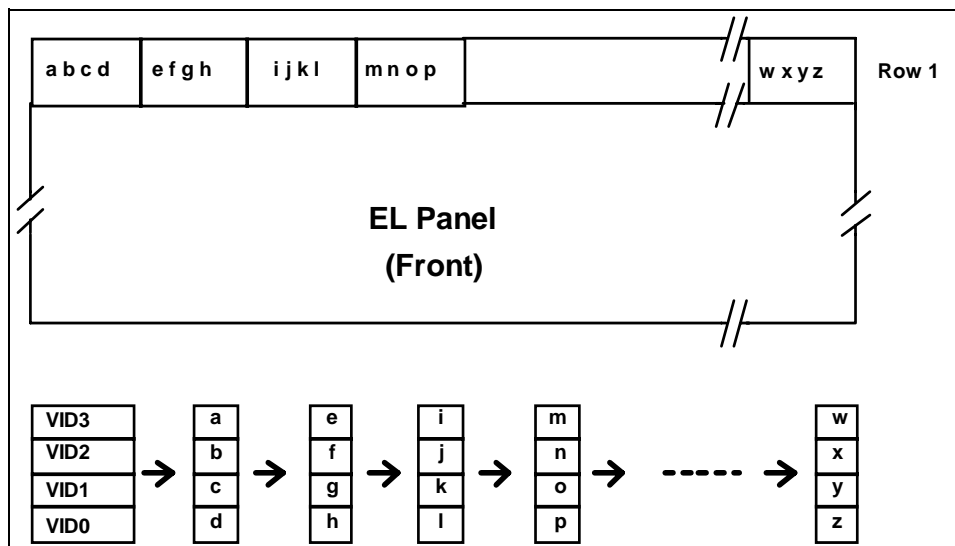 a b c d e f g h i j k l m n o p w x y z Row 1
EL Panel
(Front)
VID3 a e i m w
VID2 b f j n x
VID1 c g k o y
VID0 d h l p z